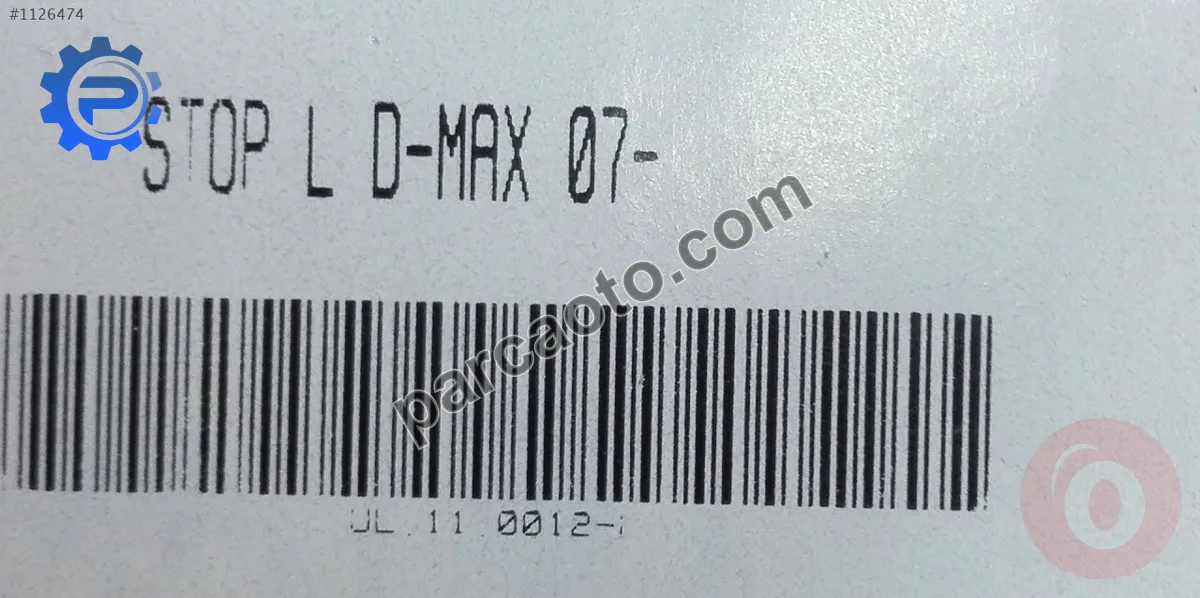 #1126474
STOP L D-MAX 07-
parcaoto.com